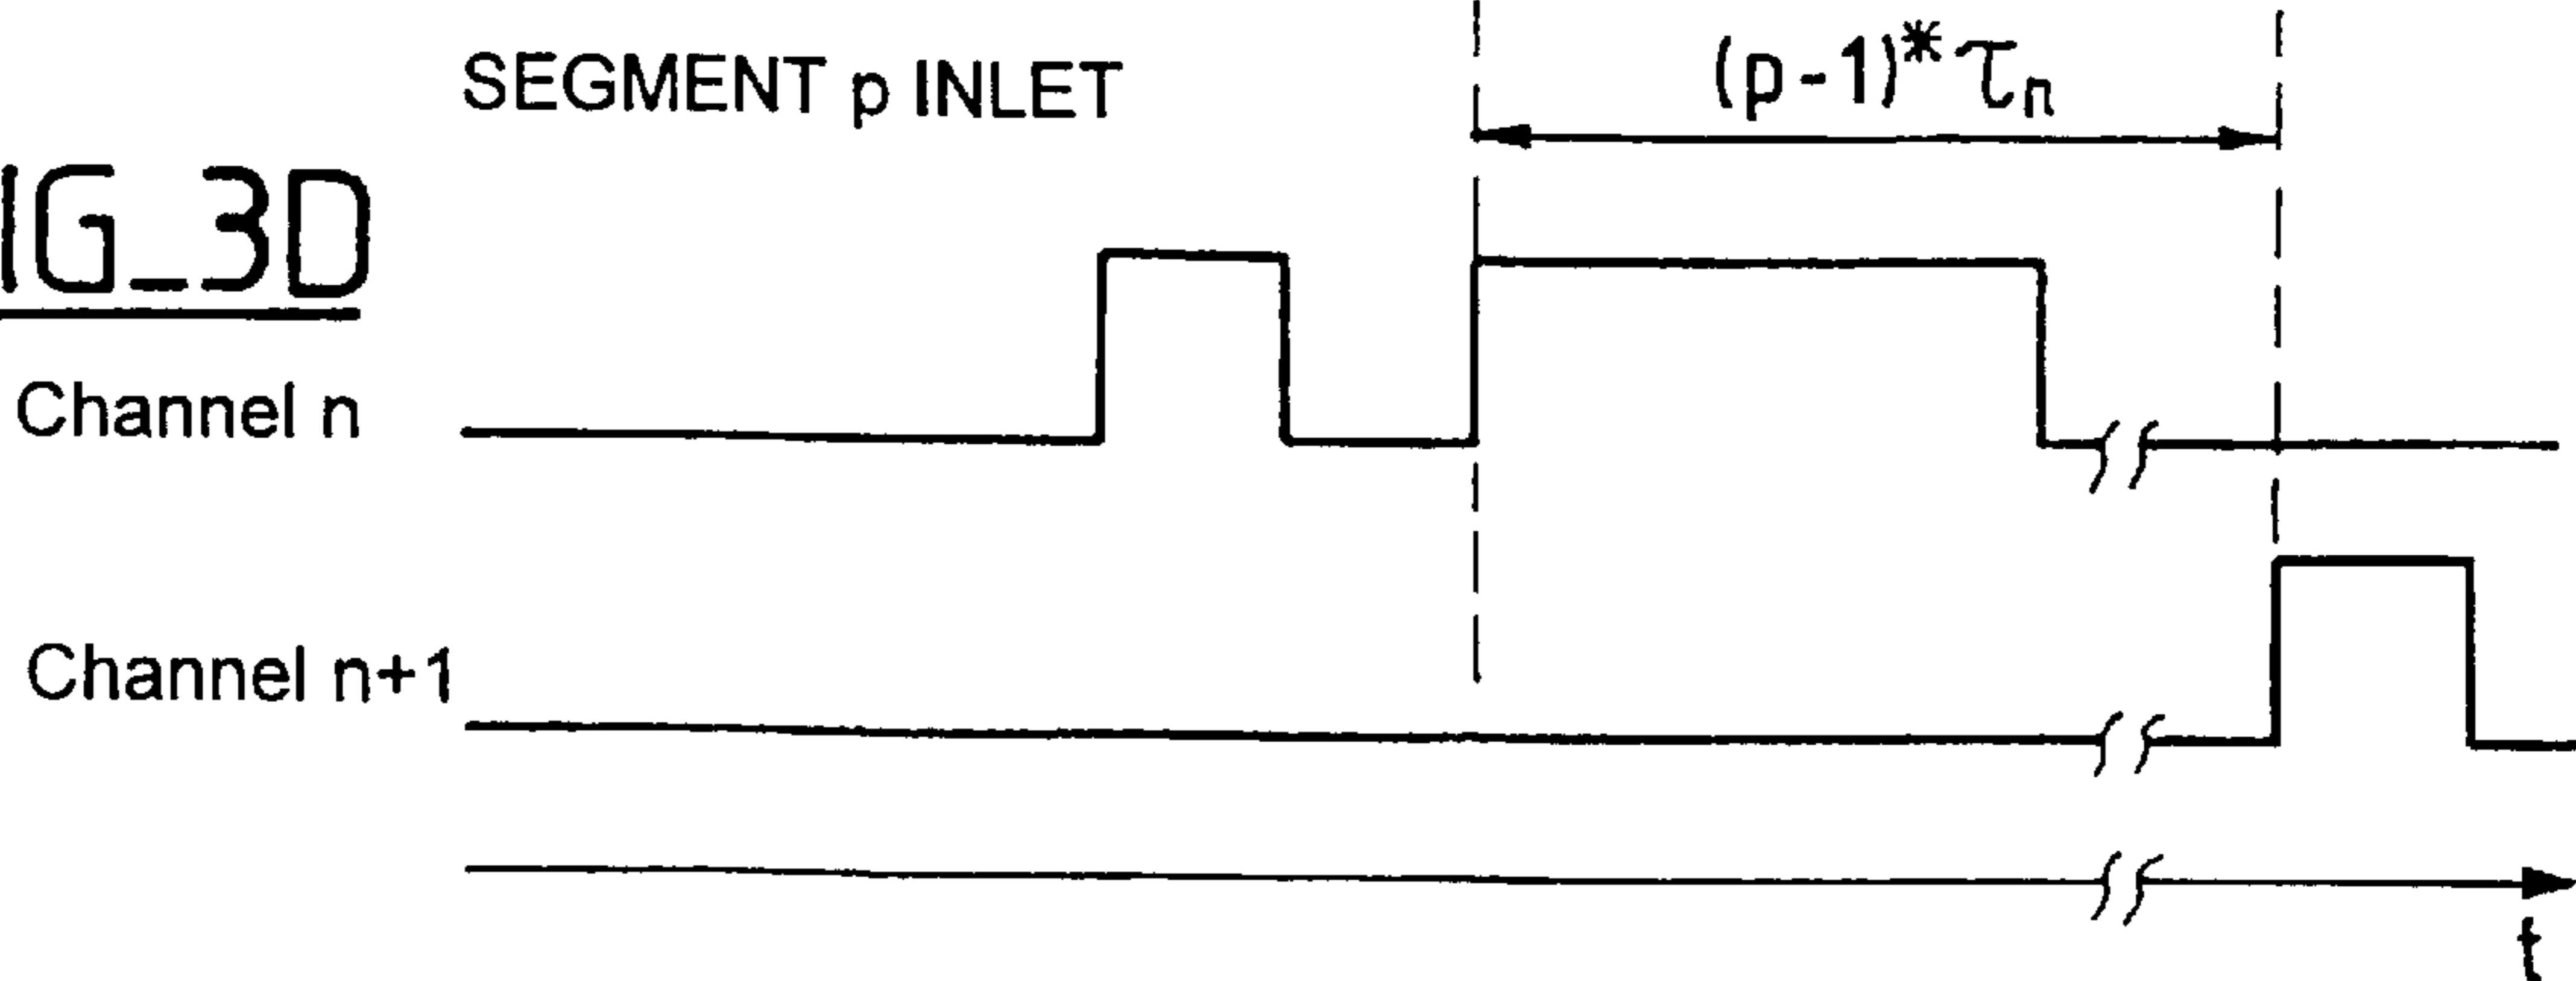 SEGMENT p INLET
(p-1)*τn
IG_3D
Channel n
Channel n+1
t